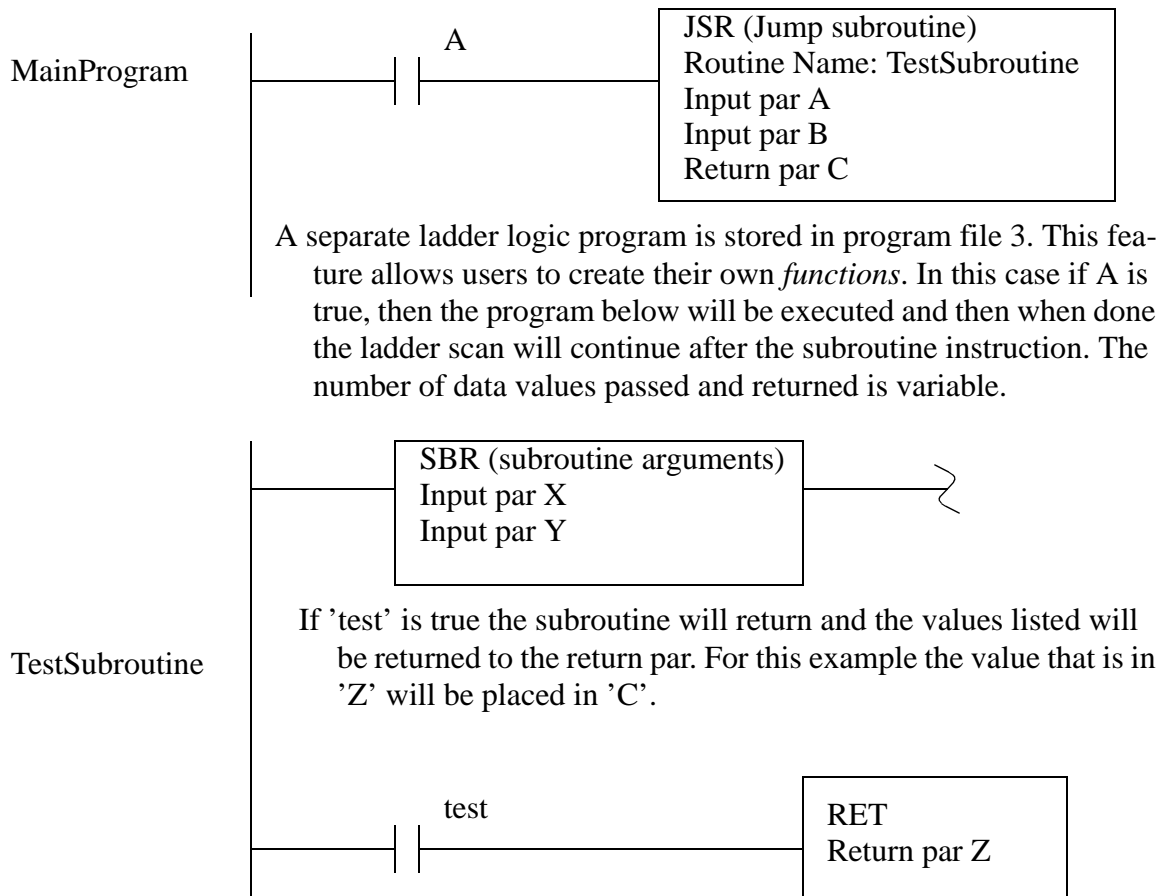 A
JSR (Jump subroutine)
Routine Name: TestSubroutine
Input par A
Input par B
Return par C
MainProgram
A separate ladder logic program is stored in program file 3. This fea-
ture allows users to create their own functions. In this case if A is
true, then the program below will be executed and then when done
the ladder scan will continue after the subroutine instruction. The
number of data values passed and returned is variable.
SBR (subroutine arguments)
Input par X
Input par Y
If ’test’ is true the subroutine will return and the values listed will
be returned to the return par. For this example the value that is in
’Z’ will be placed in ’C’.
TestSubroutine
test
RET
Return par Z